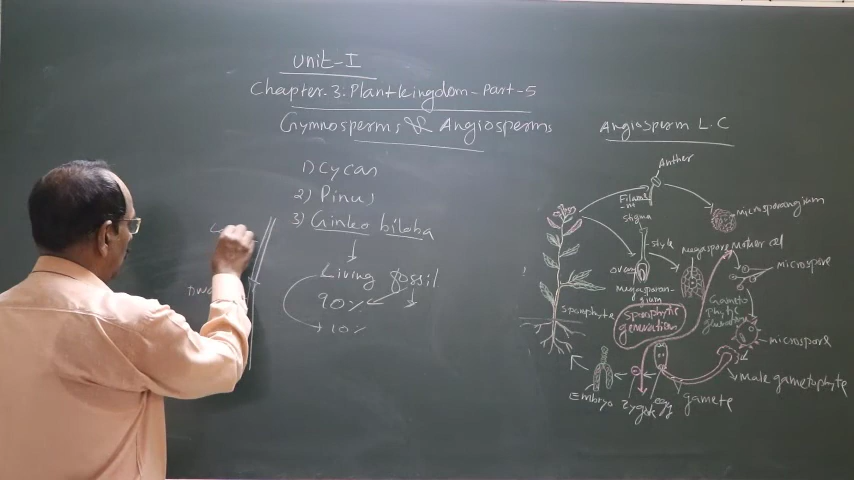 Unit-I
Chapter-3: Plant kingdom - Part-5
Gymnosperms & Angiosperms
1) Cycas
2) Pinus
3) Ginkgo biloba
Living fossil
90%
10%
Angiosperm L.C
Anther
Filament
Stigma
Style
Microsporangium
Megaspore Mother cell
Microspore
Megasporangium
Gametophytic generation
Sporophyte
Sporophytic generation
Microspore
Male gametophyte
Embryo
Zygote
egg
gamete